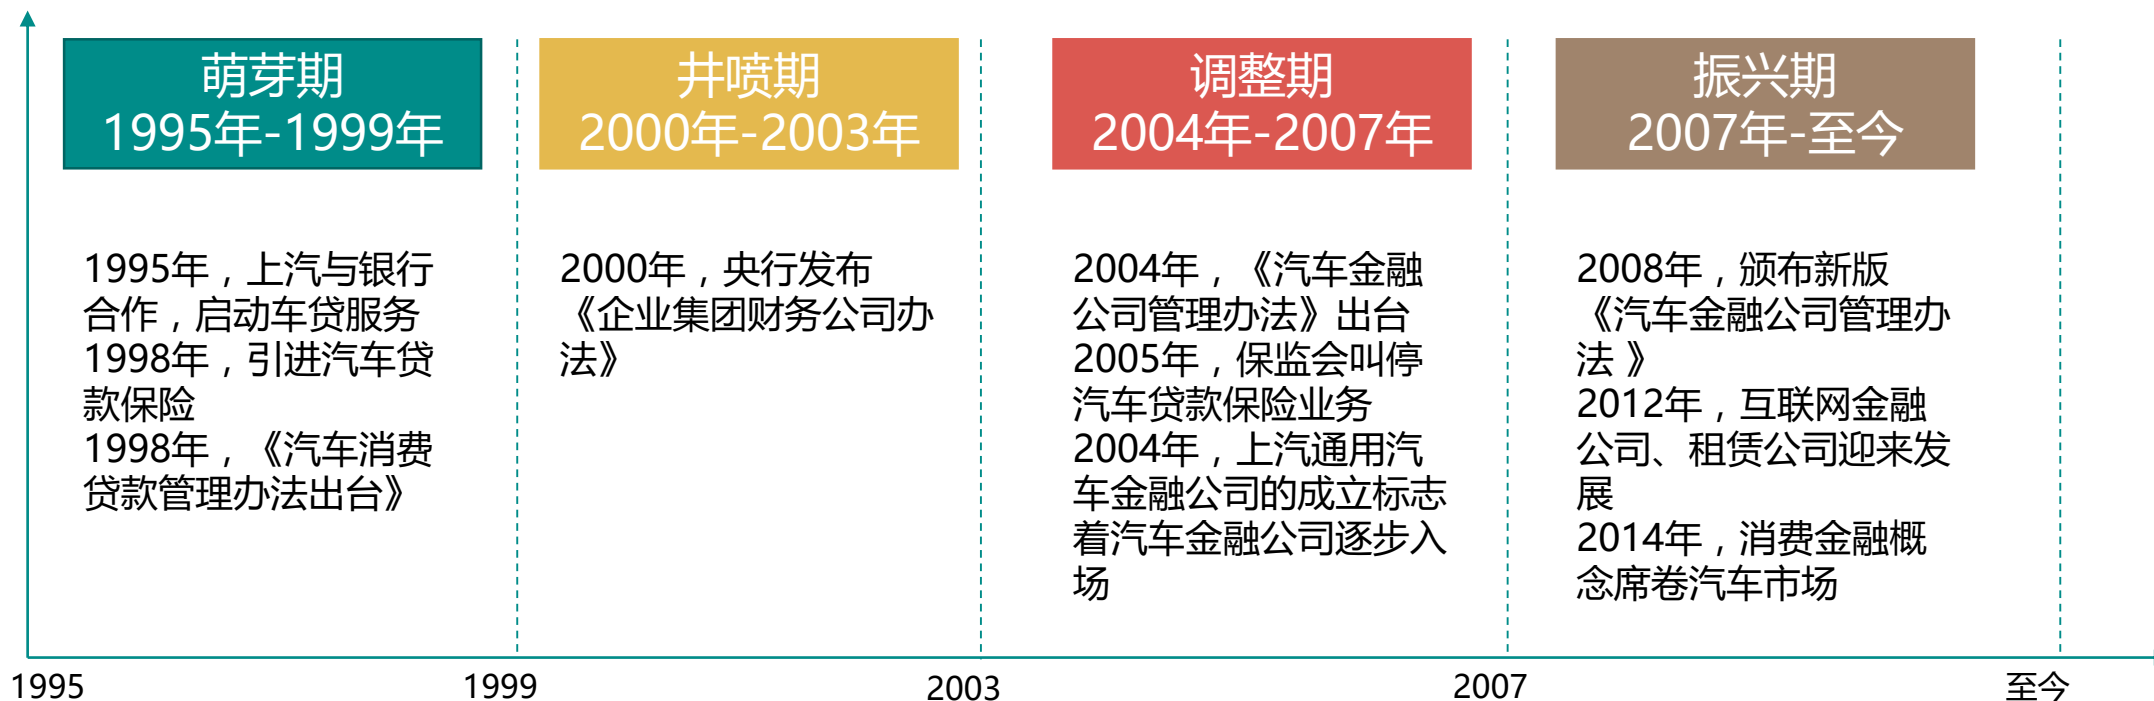 萌芽期
1995年-1999年
井喷期
2000年-2003年
调整期
2004年-2007年
振兴期
2007年-至今
1995年，上汽与银行
合作，启动车贷服务
1998年，引进汽车贷
款保险
1998年，《汽车消费
贷款管理办法出台》
2000年，央行发布
《企业集团财务公司办
法》
2004年，《汽车金融
公司管理办法》出台
2005年，保监会叫停
汽车贷款保险业务
2004年，上汽通用汽
车金融公司的成立标志
着汽车金融公司逐步入
场
2008年，颁布新版
《汽车金融公司管理办
法 》
2012年，互联网金融
公司、租赁公司迎来发
展
2014年，消费金融概
念席卷汽车市场
1995
1999
2003
2007
至今